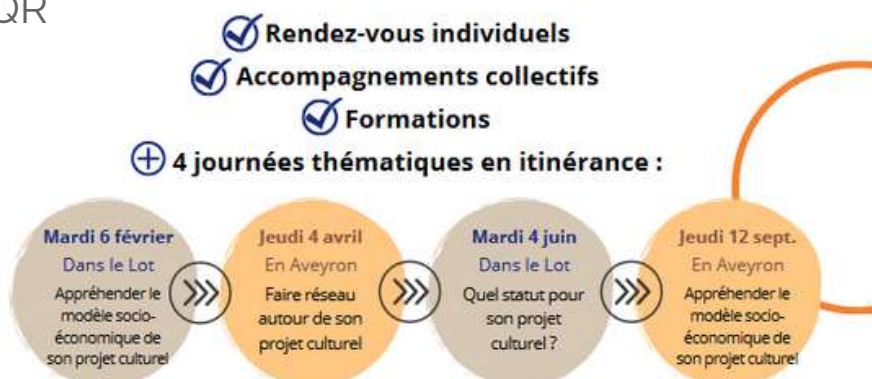 QR
Rendez-vous individuels
Accompagnements collectifs
Formations
4 journées thématiques en itinérance :
Mardi 6 février
Dans le Lot
Appréhender le
modèle socio-
économique de
son projet culturel
Jeudi 4 avril
En Aveyron
Faire réseau
autour de son
projet culturel
Mardi 4 juin
Dans le Lot
Quel statut pour
son projet
culturel ?
Jeudi 12 sept.
En Aveyron
Appréhender le
modèle socio-
économique de
son projet culturel